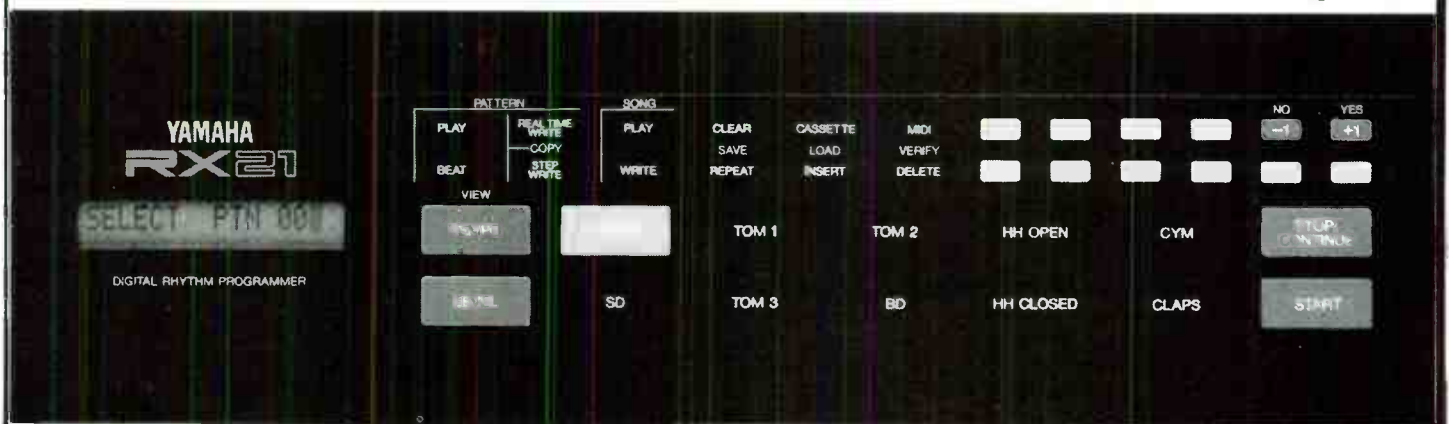 NO YES
PATTERN SONG
PLAY REAL TIME WRITE PLAY CLEAR CASSETTE MIDI -1 +1
COPY SAVE LOAD VERIFY
BEAT STEP WRITE WRITE REPEAT INSERT DELETE
YAMAHA
RX21
VIEW
SELECT PTN 00
TOM 1 TOM 2 HH OPEN CYM STOP/CONTINUE
DIGITAL RHYTHM PROGRAMMER
SD TOM 3 BD HH CLOSED CLAPS START